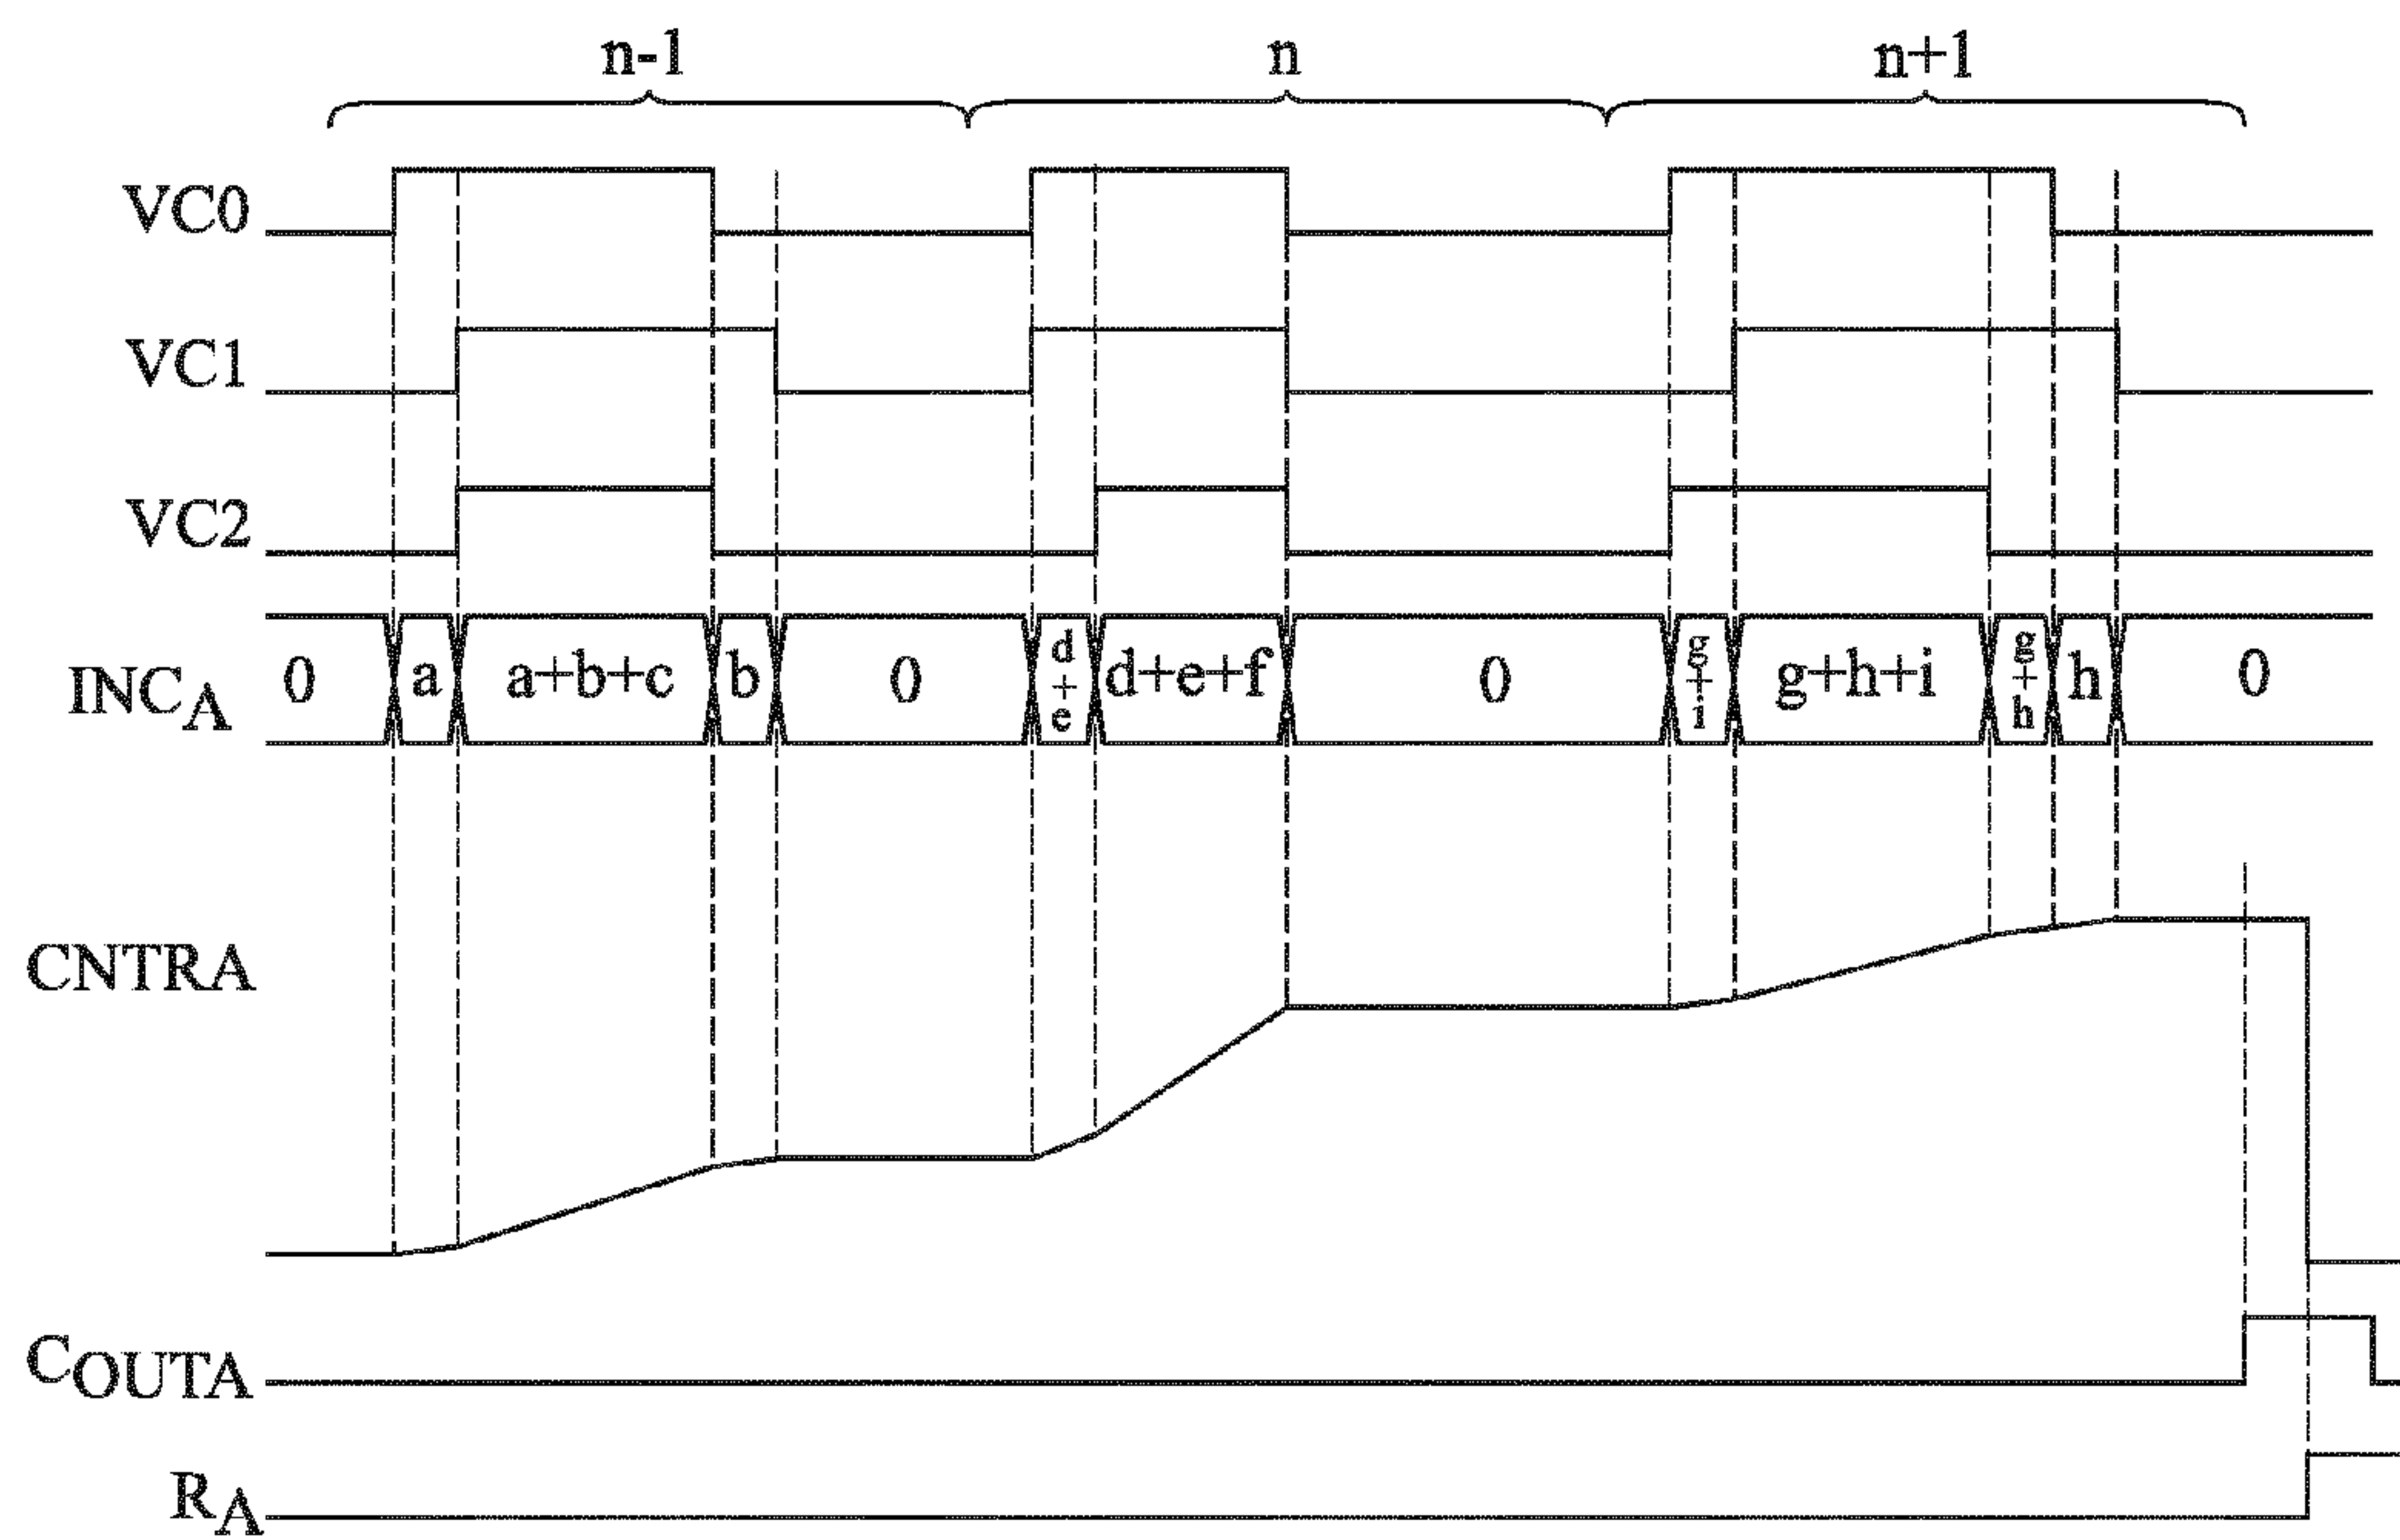 n-1 n n+1
VC0
VC1
VC2
INCA 0 a a+b+c b 0 d+e d+e+f 0 g+i g+h+i g+h h 0
CNTRA
COUTA
RA